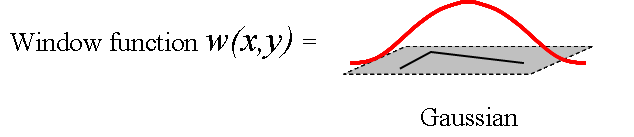 Window function w(x,y) =
Gaussian